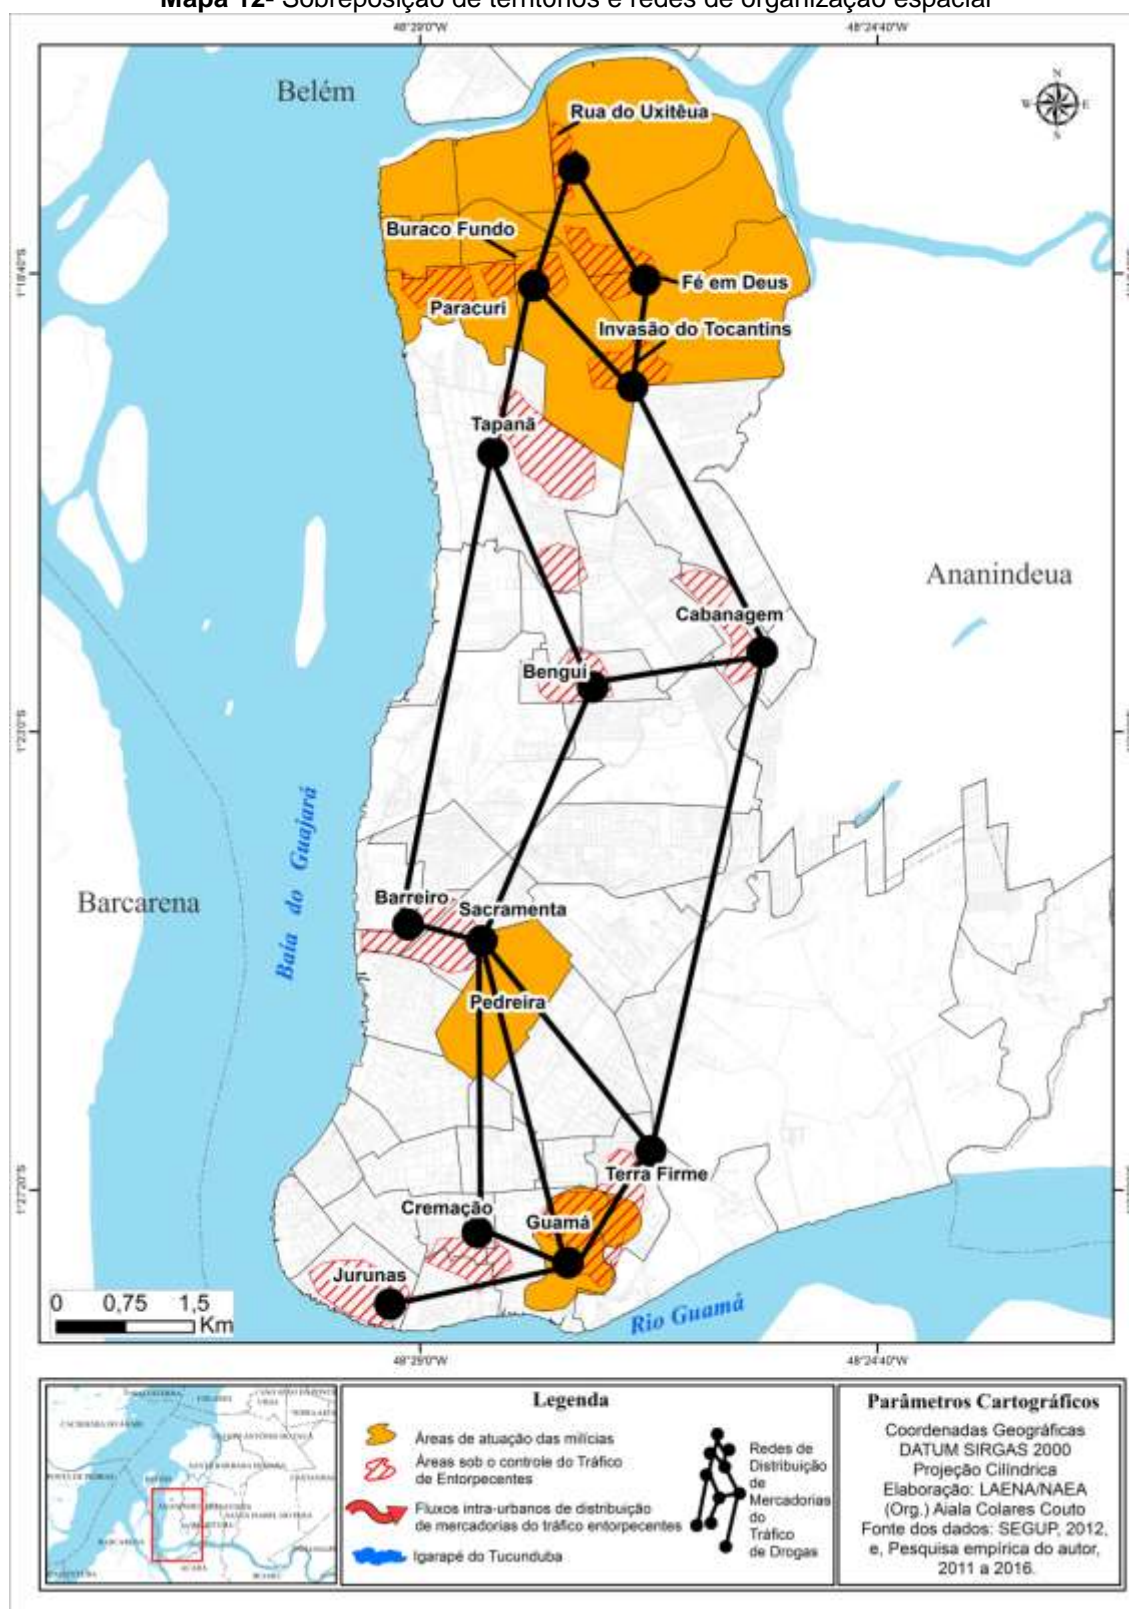 Mapa 12- Sobreposição de territórios e redes de organização espacial
48°29'0"W
48°24'40"W
Belém
N
W
E
S
Rua do Uxitêua
Buraco Fundo
1°18'40"S
Fé em Deus
Paracuri
Invasão do Tocantins
Tapanã
Ananindeua
Cabanagem
Benguí
1°23'0"S
Baía do Guajará
Barcarena
Barreiro
Sacramenta
Pedreira
Terra Firme
1°27'20"S
Cremação
Guamá
Jurunas
0 0,75 1,5
Km
Rio Guamá
48°29'0"W
48°24'40"W
Legenda
Áreas de atuação das milícias
Áreas sob o controle do Tráfico
de Entorpecentes
Fluxos intra-urbanos de distribuição
de mercadorias do tráfico entorpecentes
Igarapé do Tucunduba
Redes de
Distribuição
de
Mercadorias
do
Tráfico
de Drogas
Parâmetros Cartográficos
Coordenadas Geográficas
DATUM SIRGAS 2000
Projeção Cilíndrica
Elaboração: LAENA/NAEA
(Org.) Aiala Colares Couto
Fonte dos dados: SEGUP, 2012,
e, Pesquisa empírica do autor,
2011 a 2016.
BARCARENA